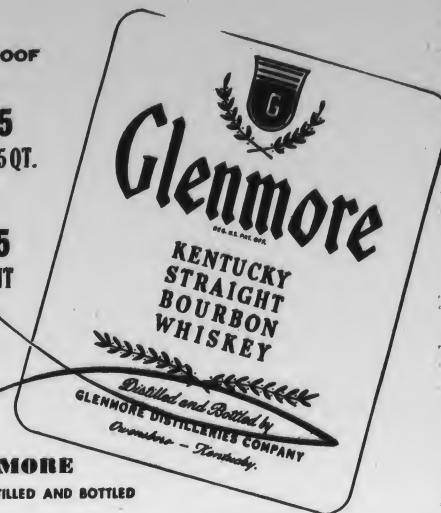 OOF
5
5 QT.
5
NT
G
Glenmore
REG. U.S. PAT. OFF.
KENTUCKY
STRAIGHT
BOURBON
WHISKEY
Distilled and Bottled by
GLENMORE DISTILLERIES COMPANY
Owensboro – Kentucky.
MORE
TILLED AND BOTTLED